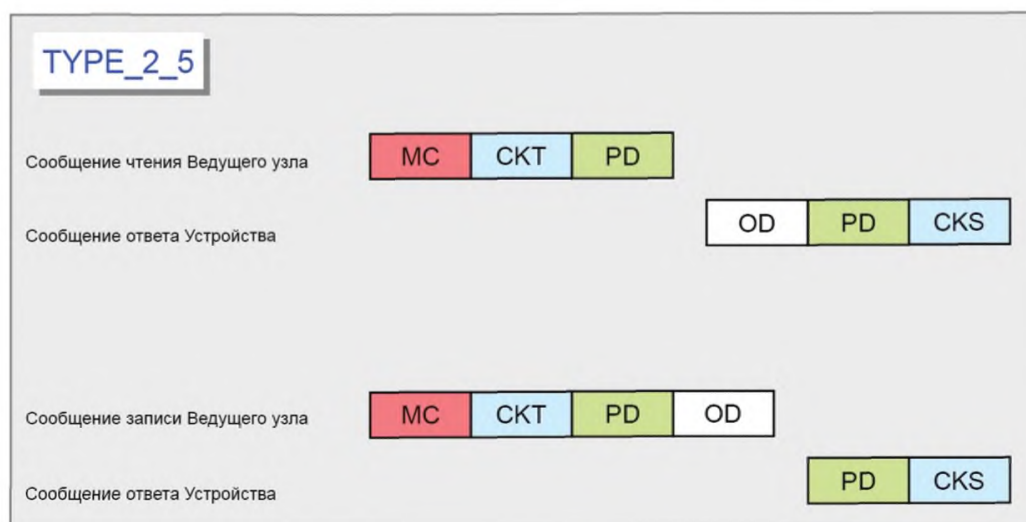 TYPE_2_5
Сообщение чтения Ведущего узла MC CKT PD
Сообщение ответа Устройства OD PD CKS
Сообщение записи Ведущего узла MC CKT PD OD
Сообщение ответа Устройства PD CKS